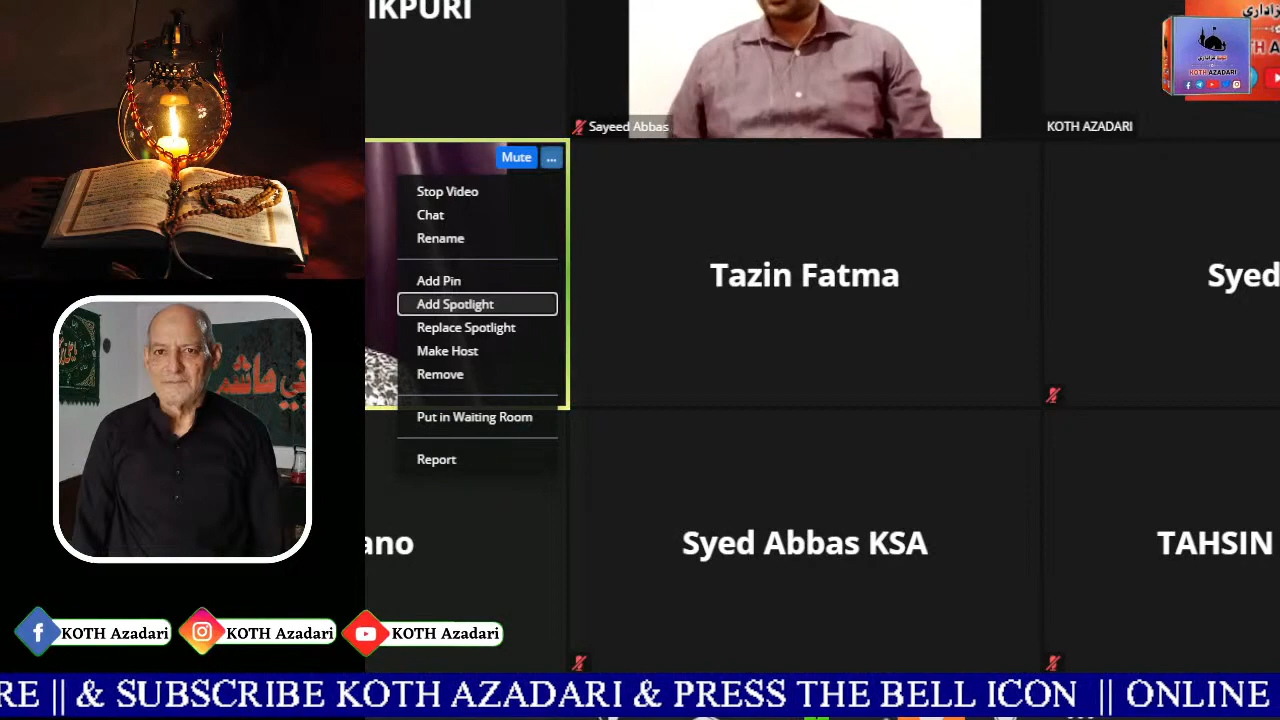 IKPURI
Sayeed Abbas
KOTH AZADARI
KOTH AZADARI
Mute ...
Stop Video
Chat
Rename
Add Pin
Add Spotlight
Replace Spotlight
Make Host
Remove
Put in Waiting Room
Report
Tazin Fatma
Syed
ano
Syed Abbas KSA
TAHSIN
KOTH Azadari
KOTH Azadari
KOTH Azadari
RE || & SUBSCRIBE KOTH AZADARI & PRESS THE BELL ICON || ONLINE